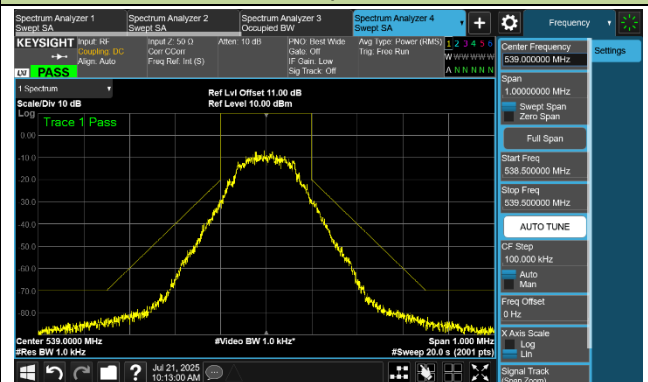 Spectrum Analyzer 1
Swept SA
Spectrum Analyzer 2
Swept SA
Spectrum Analyzer 3
Occupied BW
Spectrum Analyzer 4
Swept SA
Frequency
KEYSIGHT
Input: RF
Coupling: DC
Align: Auto
Input Z: 50 Ω
Corr CCorr
Freq Ref: Int (S)
Atten: 10 dB
PNO: Best Wide
Gate: Off
IF Gain: Low
Sig Track: Off
Avg Type: Power (RMS)
Trig: Free Run
1 2 3 4 5 6
W W W W W W
A N N N N N
LXI
PASS
1 Spectrum
Scale/Div 10 dB
Ref Lvl Offset 11.00 dB
Ref Level 10.00 dBm
Log
Trace 1 Pass
0.00
-10.0
-20.0
-30.0
-40.0
-50.0
-60.0
-70.0
-80.0
Center 539.0000 MHz
#Res BW 1.0 kHz
#Video BW 1.0 kHz*
Span 1.000 MHz
#Sweep 20.0 s (2001 pts)
Jul 21, 2025
10:13:00 AM
Center Frequency
539.000000 MHz
Settings
Span
1.00000000 MHz
Swept Span
Zero Span
Full Span
Start Freq
538.500000 MHz
Stop Freq
539.500000 MHz
AUTO TUNE
CF Step
100.000 kHz
Auto
Man
Freq Offset
0 Hz
X Axis Scale
Log
Lin
Signal Track
(Span Zoom)